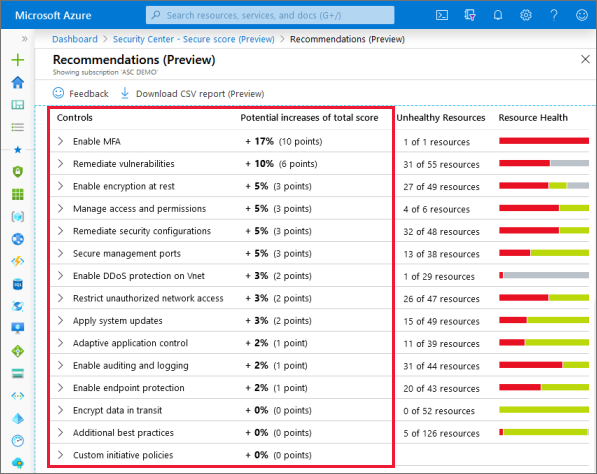 Microsoft Azure
Search resources, services, and docs (G+/)
Dashboard > Security Center - Secure score (Preview) > Recommendations (Preview)
Recommendations (Preview)
Showing subscription 'ASC DEMO'
Feedback Download CSV report (Preview)
Controls Potential increases of total score Unhealthy Resources Resource Health
Enable MFA + 17% (10 points) 1 of 1 resources
Remediate vulnerabilities + 10% (6 points) 31 of 55 resources
Enable encryption at rest + 5% (3 points) 27 of 49 resources
Manage access and permissions + 5% (3 points) 4 of 6 resources
Remediate security configurations + 5% (3 points) 32 of 48 resources
Secure management ports + 5% (3 points) 13 of 38 resources
Enable DDoS protection on Vnet + 3% (2 points) 1 of 29 resources
Restrict unauthorized network access + 3% (2 points) 26 of 47 resources
Apply system updates + 3% (2 points) 15 of 49 resources
Adaptive application control + 2% (1 point) 11 of 39 resources
Enable auditing and logging + 2% (1 point) 31 of 44 resources
Enable endpoint protection + 2% (1 point) 20 of 43 resources
Encrypt data in transit + 0% (0 points) 0 of 52 resources
Additional best practices + 0% (0 points) 5 of 126 resources
Custom initiative policies + 0% (0 points)